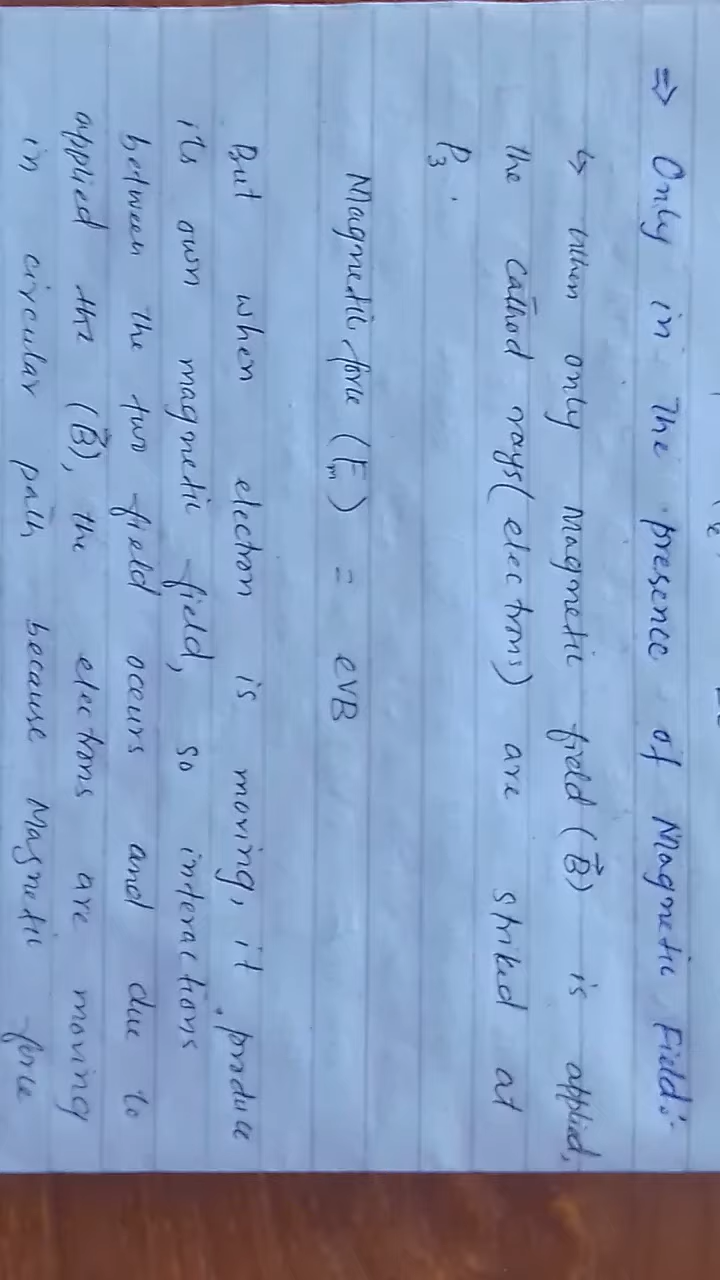 ⇒ Only in the presence of Magnetic Field:-
↳ When only Magnetic field (B⃗) is applied,
the cathod rays (electrons) are striked at
P₃.
Magnetic force (Fₘ) = eVB
But when electron is moving, it produce
its own magnetic field, so interactions
between the two field occurs and due to
applied the (B⃗), the electrons are moving
in circular path because Magnetic force